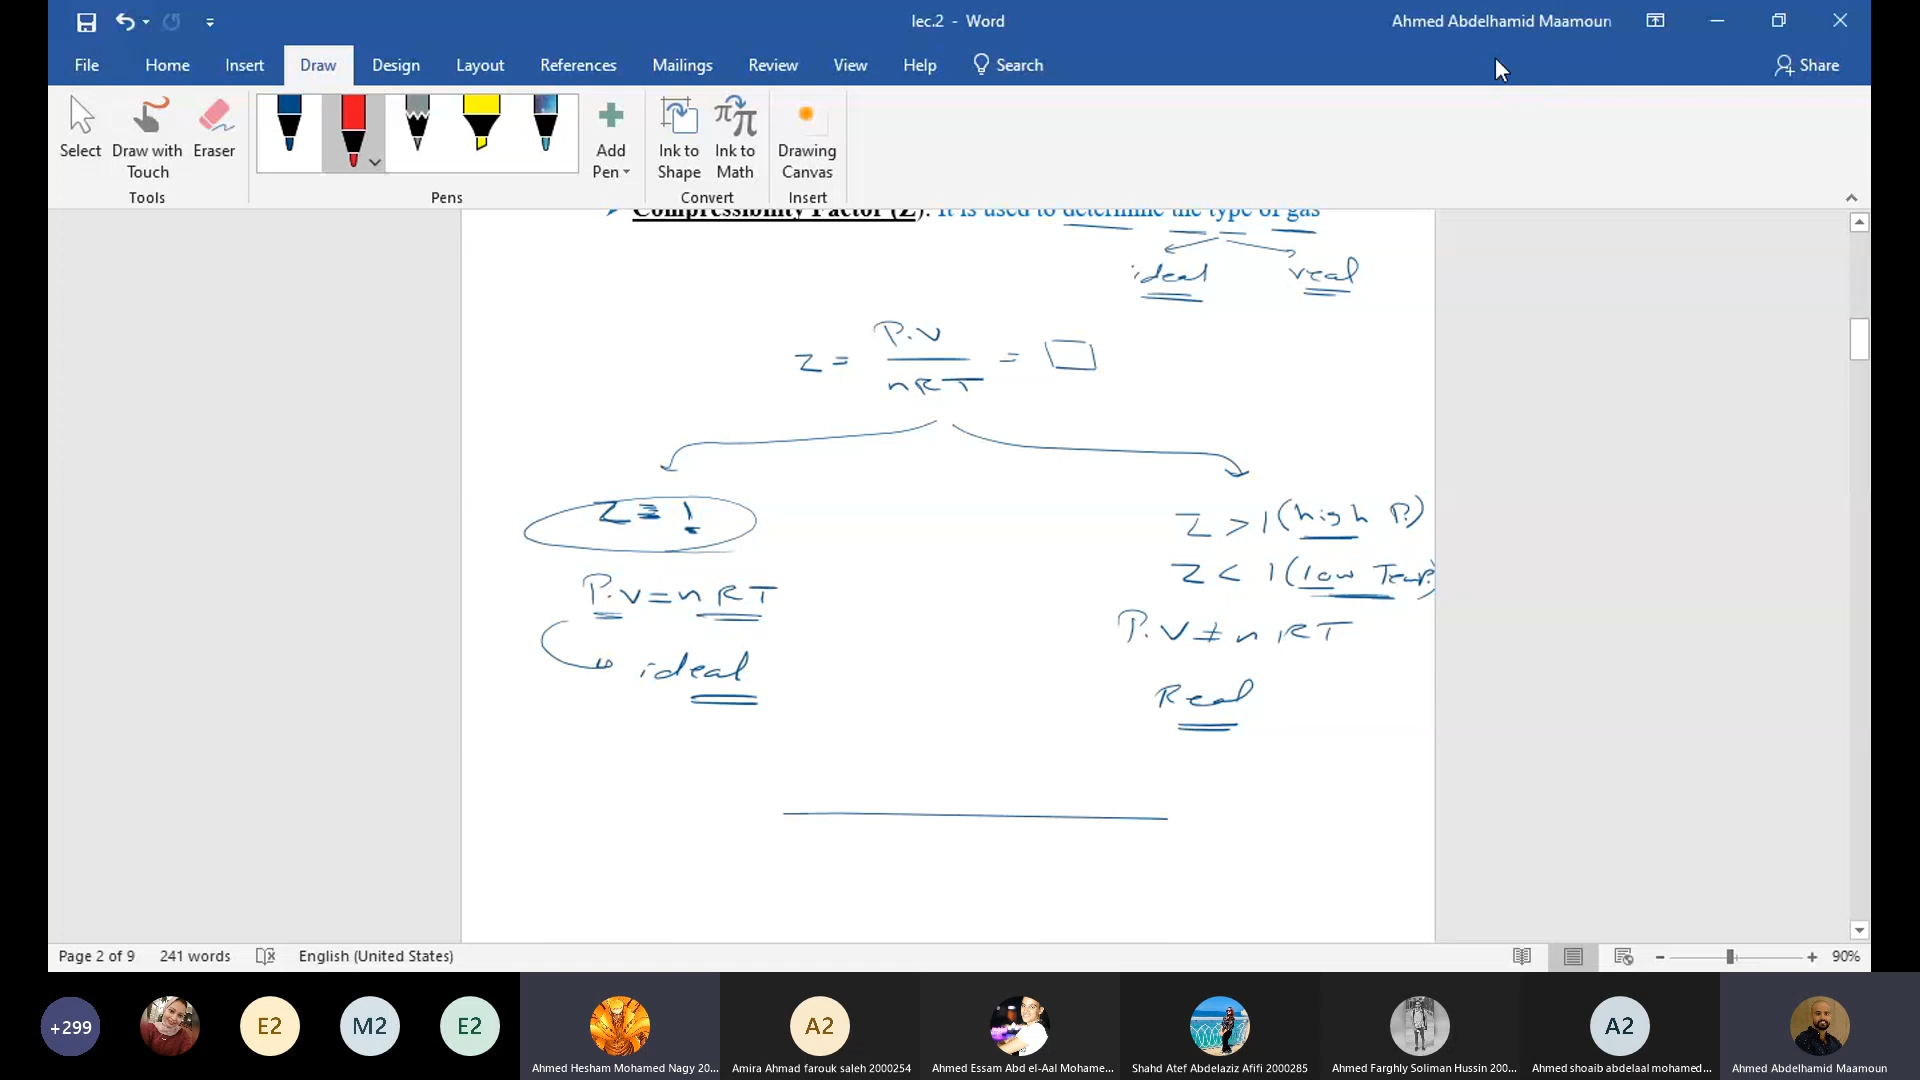 lec.2 - Word
Ahmed Abdelhamid Maamoun
File Home Insert Draw Design Layout References Mailings Review View Help Search Share
Select
Draw with Touch
Eraser
Add Pen
Ink to Shape
Ink to Math
Drawing Canvas
Tools
Pens
Convert
Insert
Compressibility Factor (Z): It is used to determine the type of gas
ideal real
Z = P.V / nRT = □
Z = 1
Z > 1 (high P.)
Z < 1 (low Temp.)
P.V = nRT
P.V ≠ nRT
ideal
Real
Page 2 of 9 241 words English (United States) 90%
+299
E2
M2
E2
A2
A2
Ahmed Hesham Mohamed Nagy 20...
Amira Ahmad farouk saleh 2000254
Ahmed Essam Abd el-Aal Mohame...
Shahd Atef Abdelaziz Afifi 2000285
Ahmed Farghly Soliman Hussin 200...
Ahmed shoaib abdelaal mohamed...
Ahmed Abdelhamid Maamoun